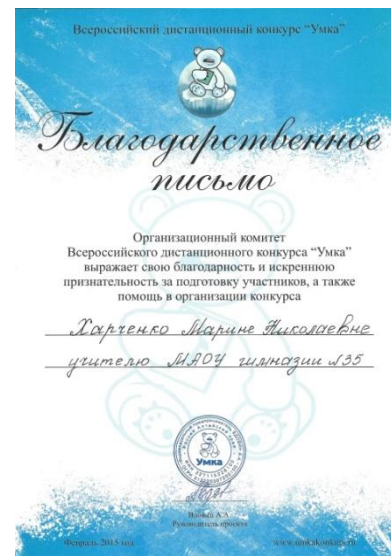 Всероссийский дистанционный конкурс "Умка"
Благодарственное
письмо
Организационный комитет
Всероссийского дистанционного конкурса "Умка"
выражает свою благодарность и искреннюю
признательность за подготовку участников, а также
помощь в организации конкурса
Харченко Марине Николаевне
учителю МАОУ гимназии №35
Умка
Руководитель проекта
Февраль 2015 год
www.umkakonkurs.ru